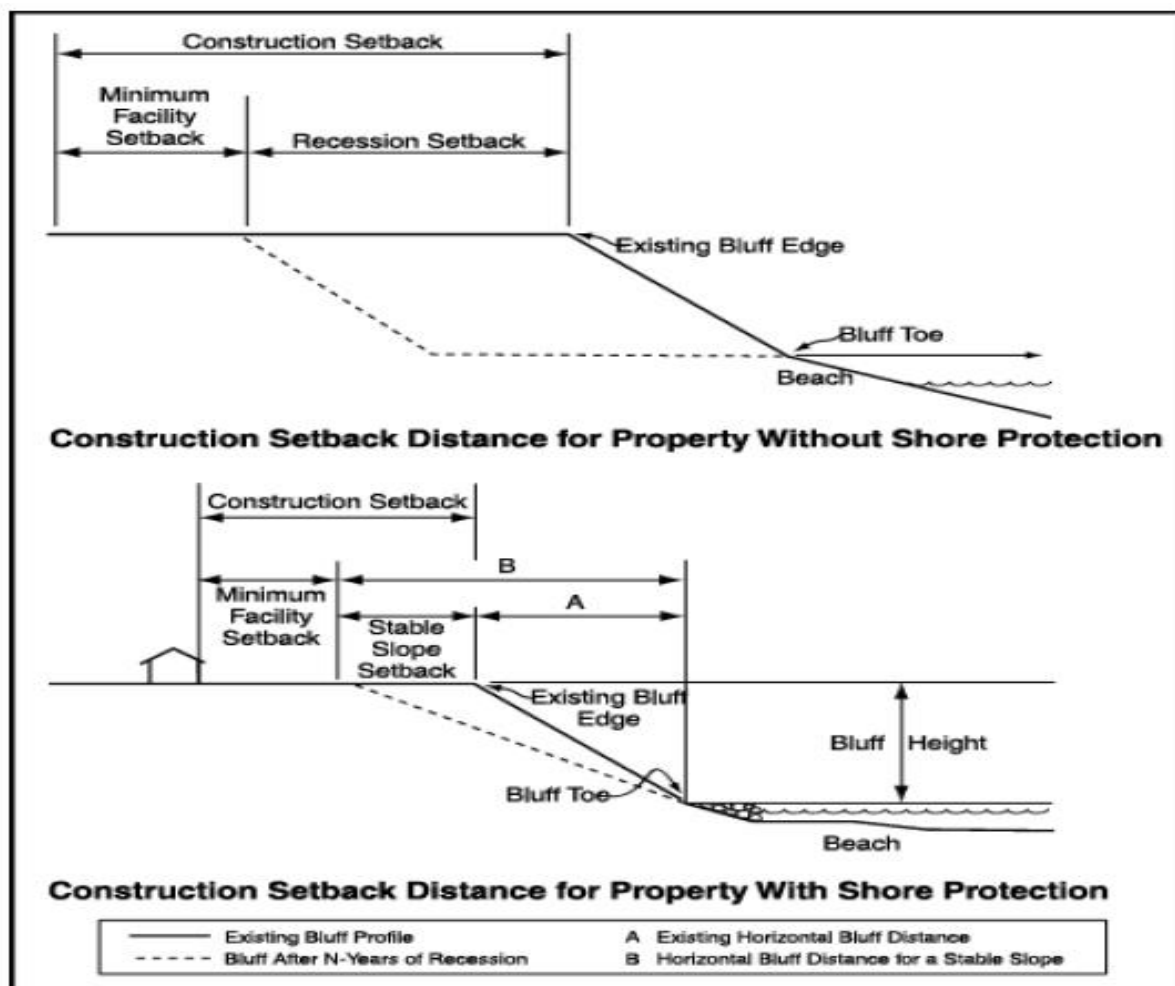 Construction Setback
Minimum
Facility
Setback
Recession Setback
Existing Bluff Edge
Bluff Toe
Beach
Construction Setback Distance for Property Without Shore Protection
Construction Setback
B
Minimum
Facility
Setback
Stable
Slope
Setback
A
Existing Bluff
Edge
Bluff Height
Bluff Toe
Beach
Construction Setback Distance for Property With Shore Protection
Existing Bluff Profile
A Existing Horizontal Bluff Distance
Bluff After N-Years of Recession
B Horizontal Bluff Distance for a Stable Slope